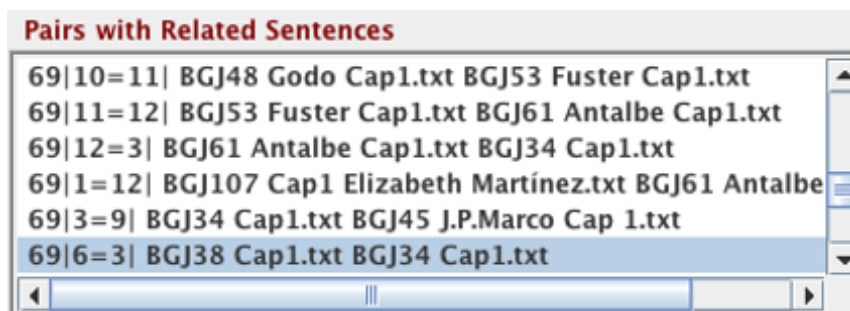 Pairs with Related Sentences
69|10=11| BGJ48 Godo Cap1.txt BGJ53 Fuster Cap1.txt
69|11=12| BGJ53 Fuster Cap1.txt BGJ61 Antalbe Cap1.txt
69|12=3| BGJ61 Antalbe Cap1.txt BGJ34 Cap1.txt
69|1=12| BGJ107 Cap1 Elizabeth Martínez.txt BGJ61 Antalbe
69|3=9| BGJ34 Cap1.txt BGJ45 J.P.Marco Cap 1.txt
69|6=3| BGJ38 Cap1.txt BGJ34 Cap1.txt